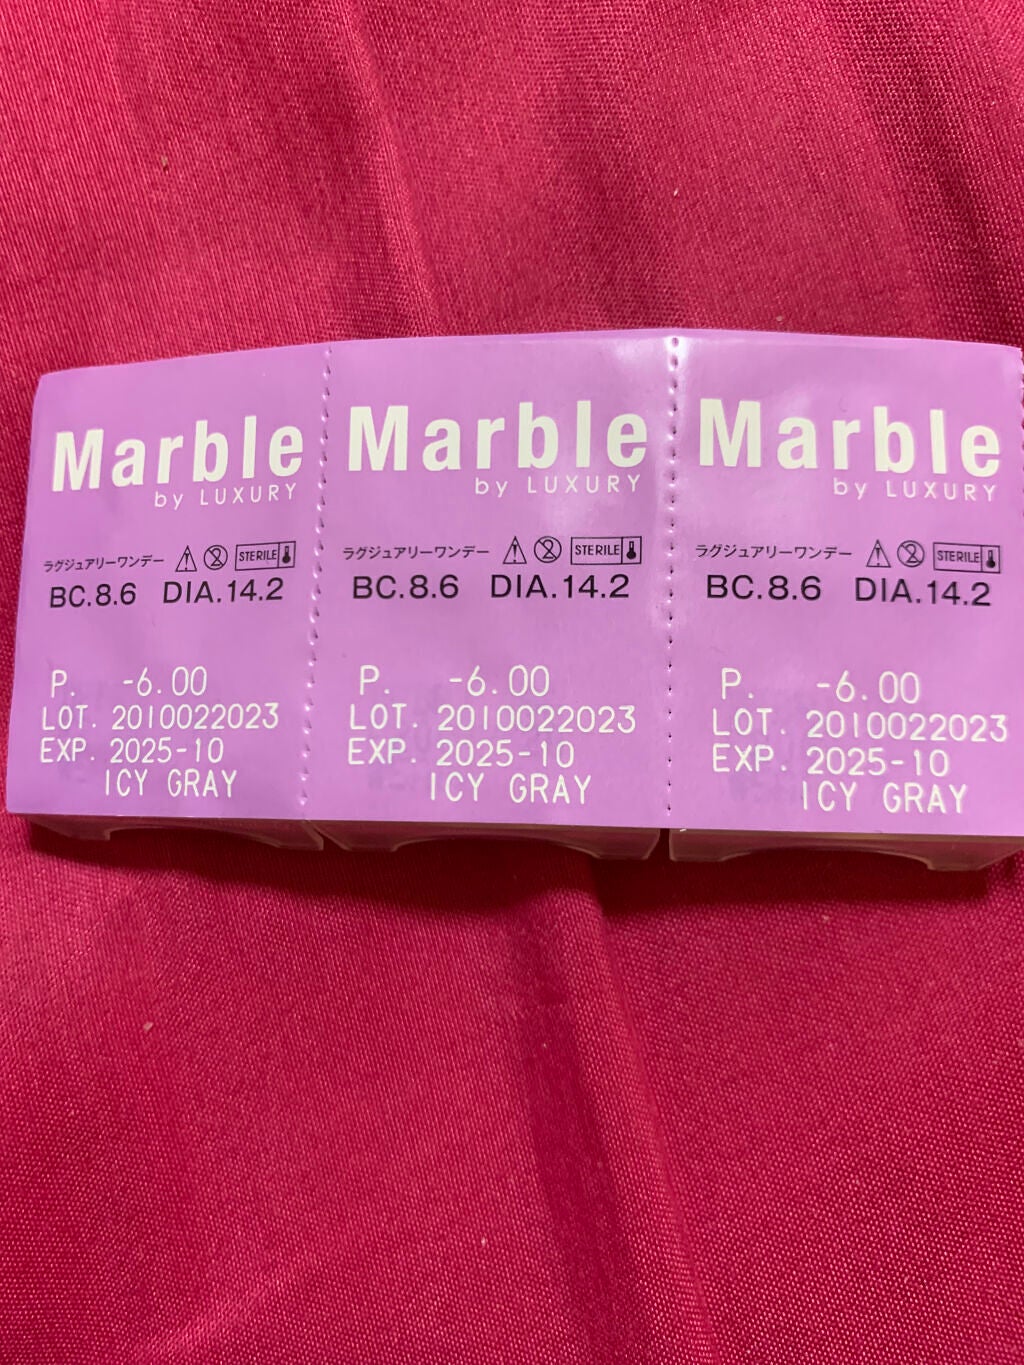 Marble
by LUXURY
ラグジュアリーワンデー STERILE
BC.8.6 DIA.14.2
P. -6.00
LOT. 2010022023
EXP. 2025-10
ICY GRAY
Marble
by LUXURY
ラグジュアリーワンデー STERILE
BC.8.6 DIA.14.2
P. -6.00
LOT. 2010022023
EXP. 2025-10
ICY GRAY
Marble
by LUXURY
ラグジュアリーワンデー STERILE
BC.8.6 DIA.14.2
P. -6.00
LOT. 2010022023
EXP. 2025-10
ICY GRAY